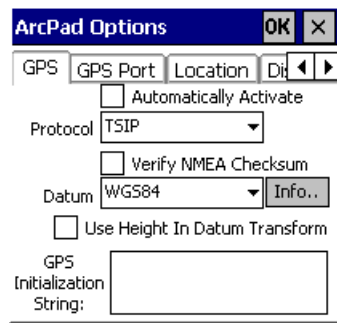 ArcPad Options OK
GPS GPS Port Location
Automatically Activate
Protocol TSIP
Verify NMEA Checksum
Datum WGS84 Info..
Use Height In Datum Transform
GPS
Initialization
String: